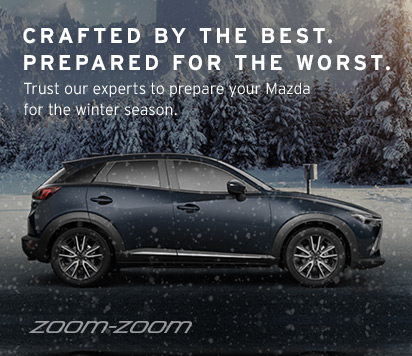 CRAFTED BY THE BEST.
PREPARED FOR THE WORST.
Trust our experts to prepare your Mazda
for the winter season.
zoom-zoom